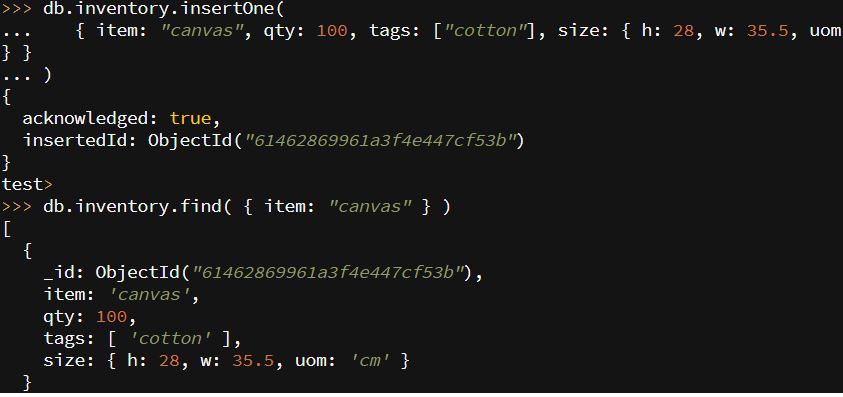 >>> db.inventory.insertOne(
...    { item: "canvas", qty: 100, tags: ["cotton"], size: { h: 28, w: 35.5, uom
} }
... )
{
  acknowledged: true,
  insertedId: ObjectId("61462869961a3f4e447cf53b")
}
test>
>>> db.inventory.find( { item: "canvas" } )
[
  {
    _id: ObjectId("61462869961a3f4e447cf53b"),
    item: 'canvas',
    qty: 100,
    tags: [ 'cotton' ],
    size: { h: 28, w: 35.5, uom: 'cm' }
  }